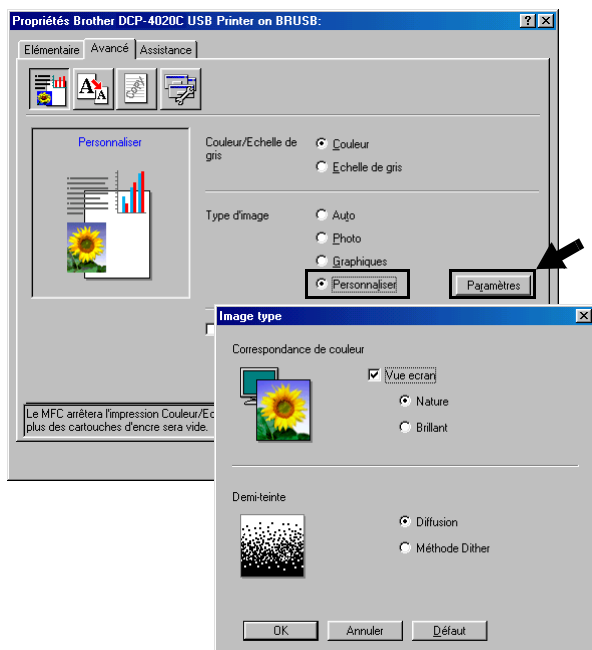 Propriétés Brother DCP-4020C USB Printer on BRUSB:
Elémentaire Avancé Assistance
Personnaliser
Couleur/Echelle de gris
Couleur
Echelle de gris
Type d'image
Auto
Photo
Graphiques
Personnaliser
Paramètres
Le MFC arrêtera l'impression Couleur/Ec
plus des cartouches d'encre sera vide.
Image type
Correspondance de couleur
Vue ecran
Nature
Brillant
Demi-teinte
Diffusion
Méthode Dither
OK Annuler Défaut